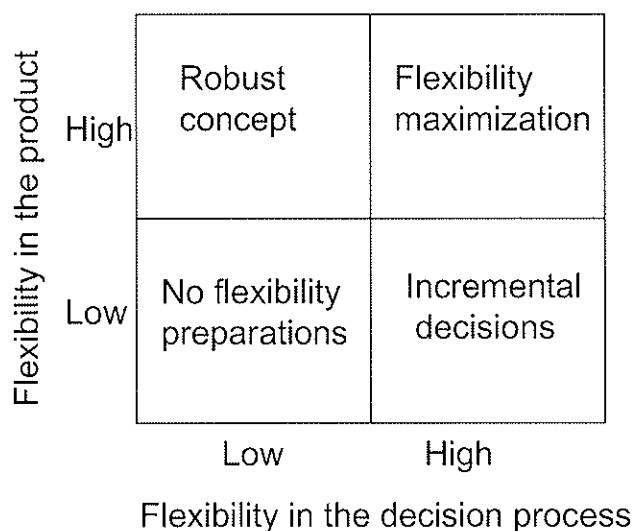 Flexibility in the product
High
Robust
concept
Flexibility
maximization
Low
No flexibility
preparations
Incremental
decisions
Low
High
Flexibility in the decision process